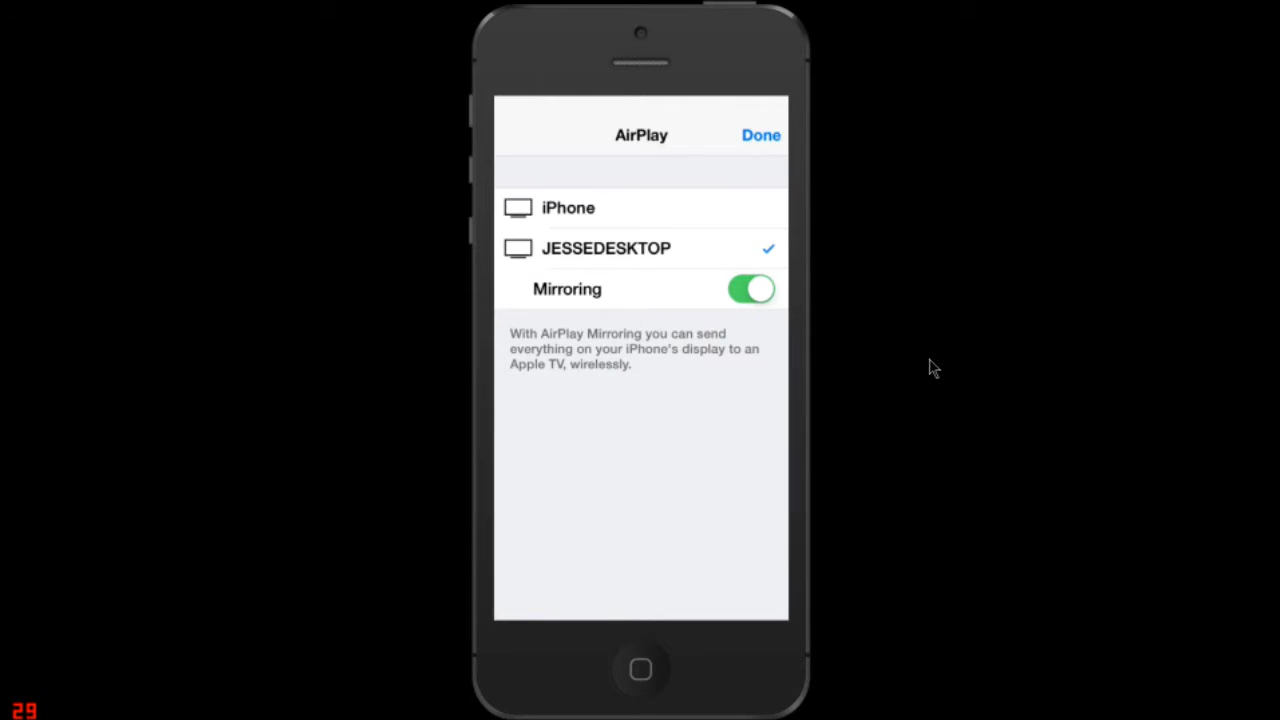 AirPlay
Done
iPhone
JESSEDESKTOP
Mirroring
With AirPlay Mirroring you can send
everything on your iPhone's display to an
Apple TV, wirelessly.
29